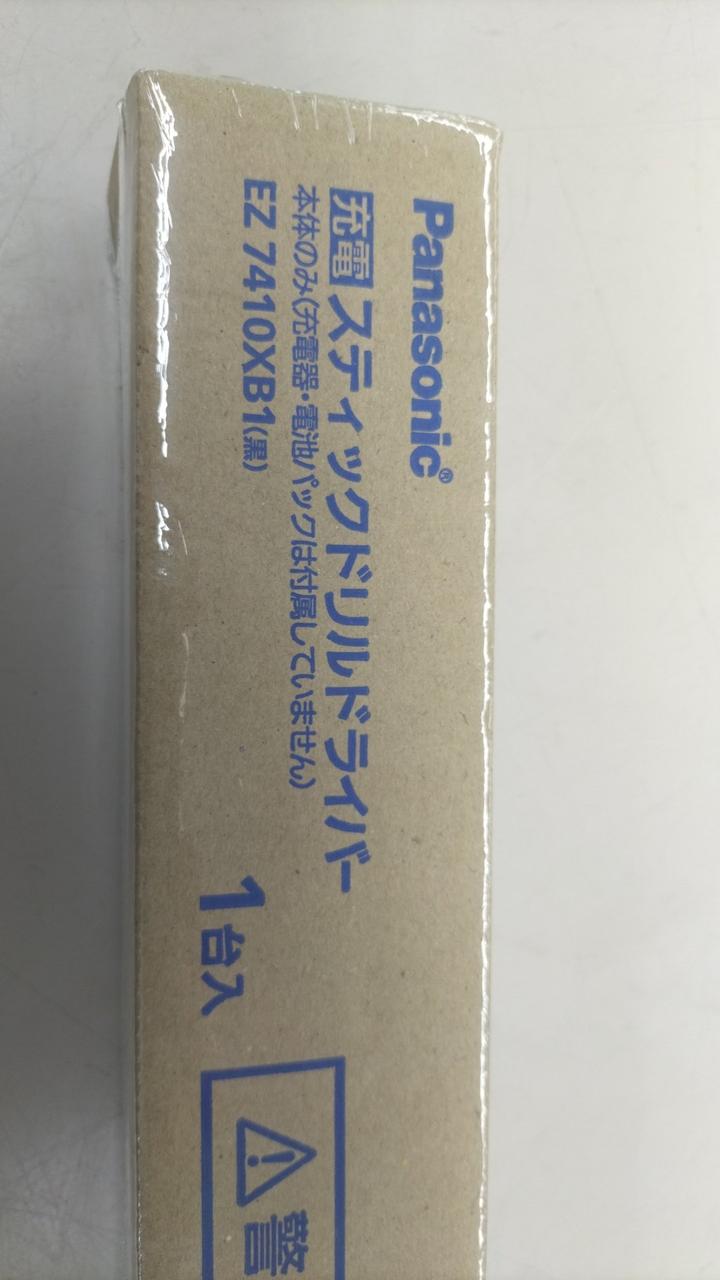 Panasonic®
充電スティックドリルドライバー
本体のみ(充電器・電池パックは付属していません)
EZ 7410XB1(黒)
1台入
警